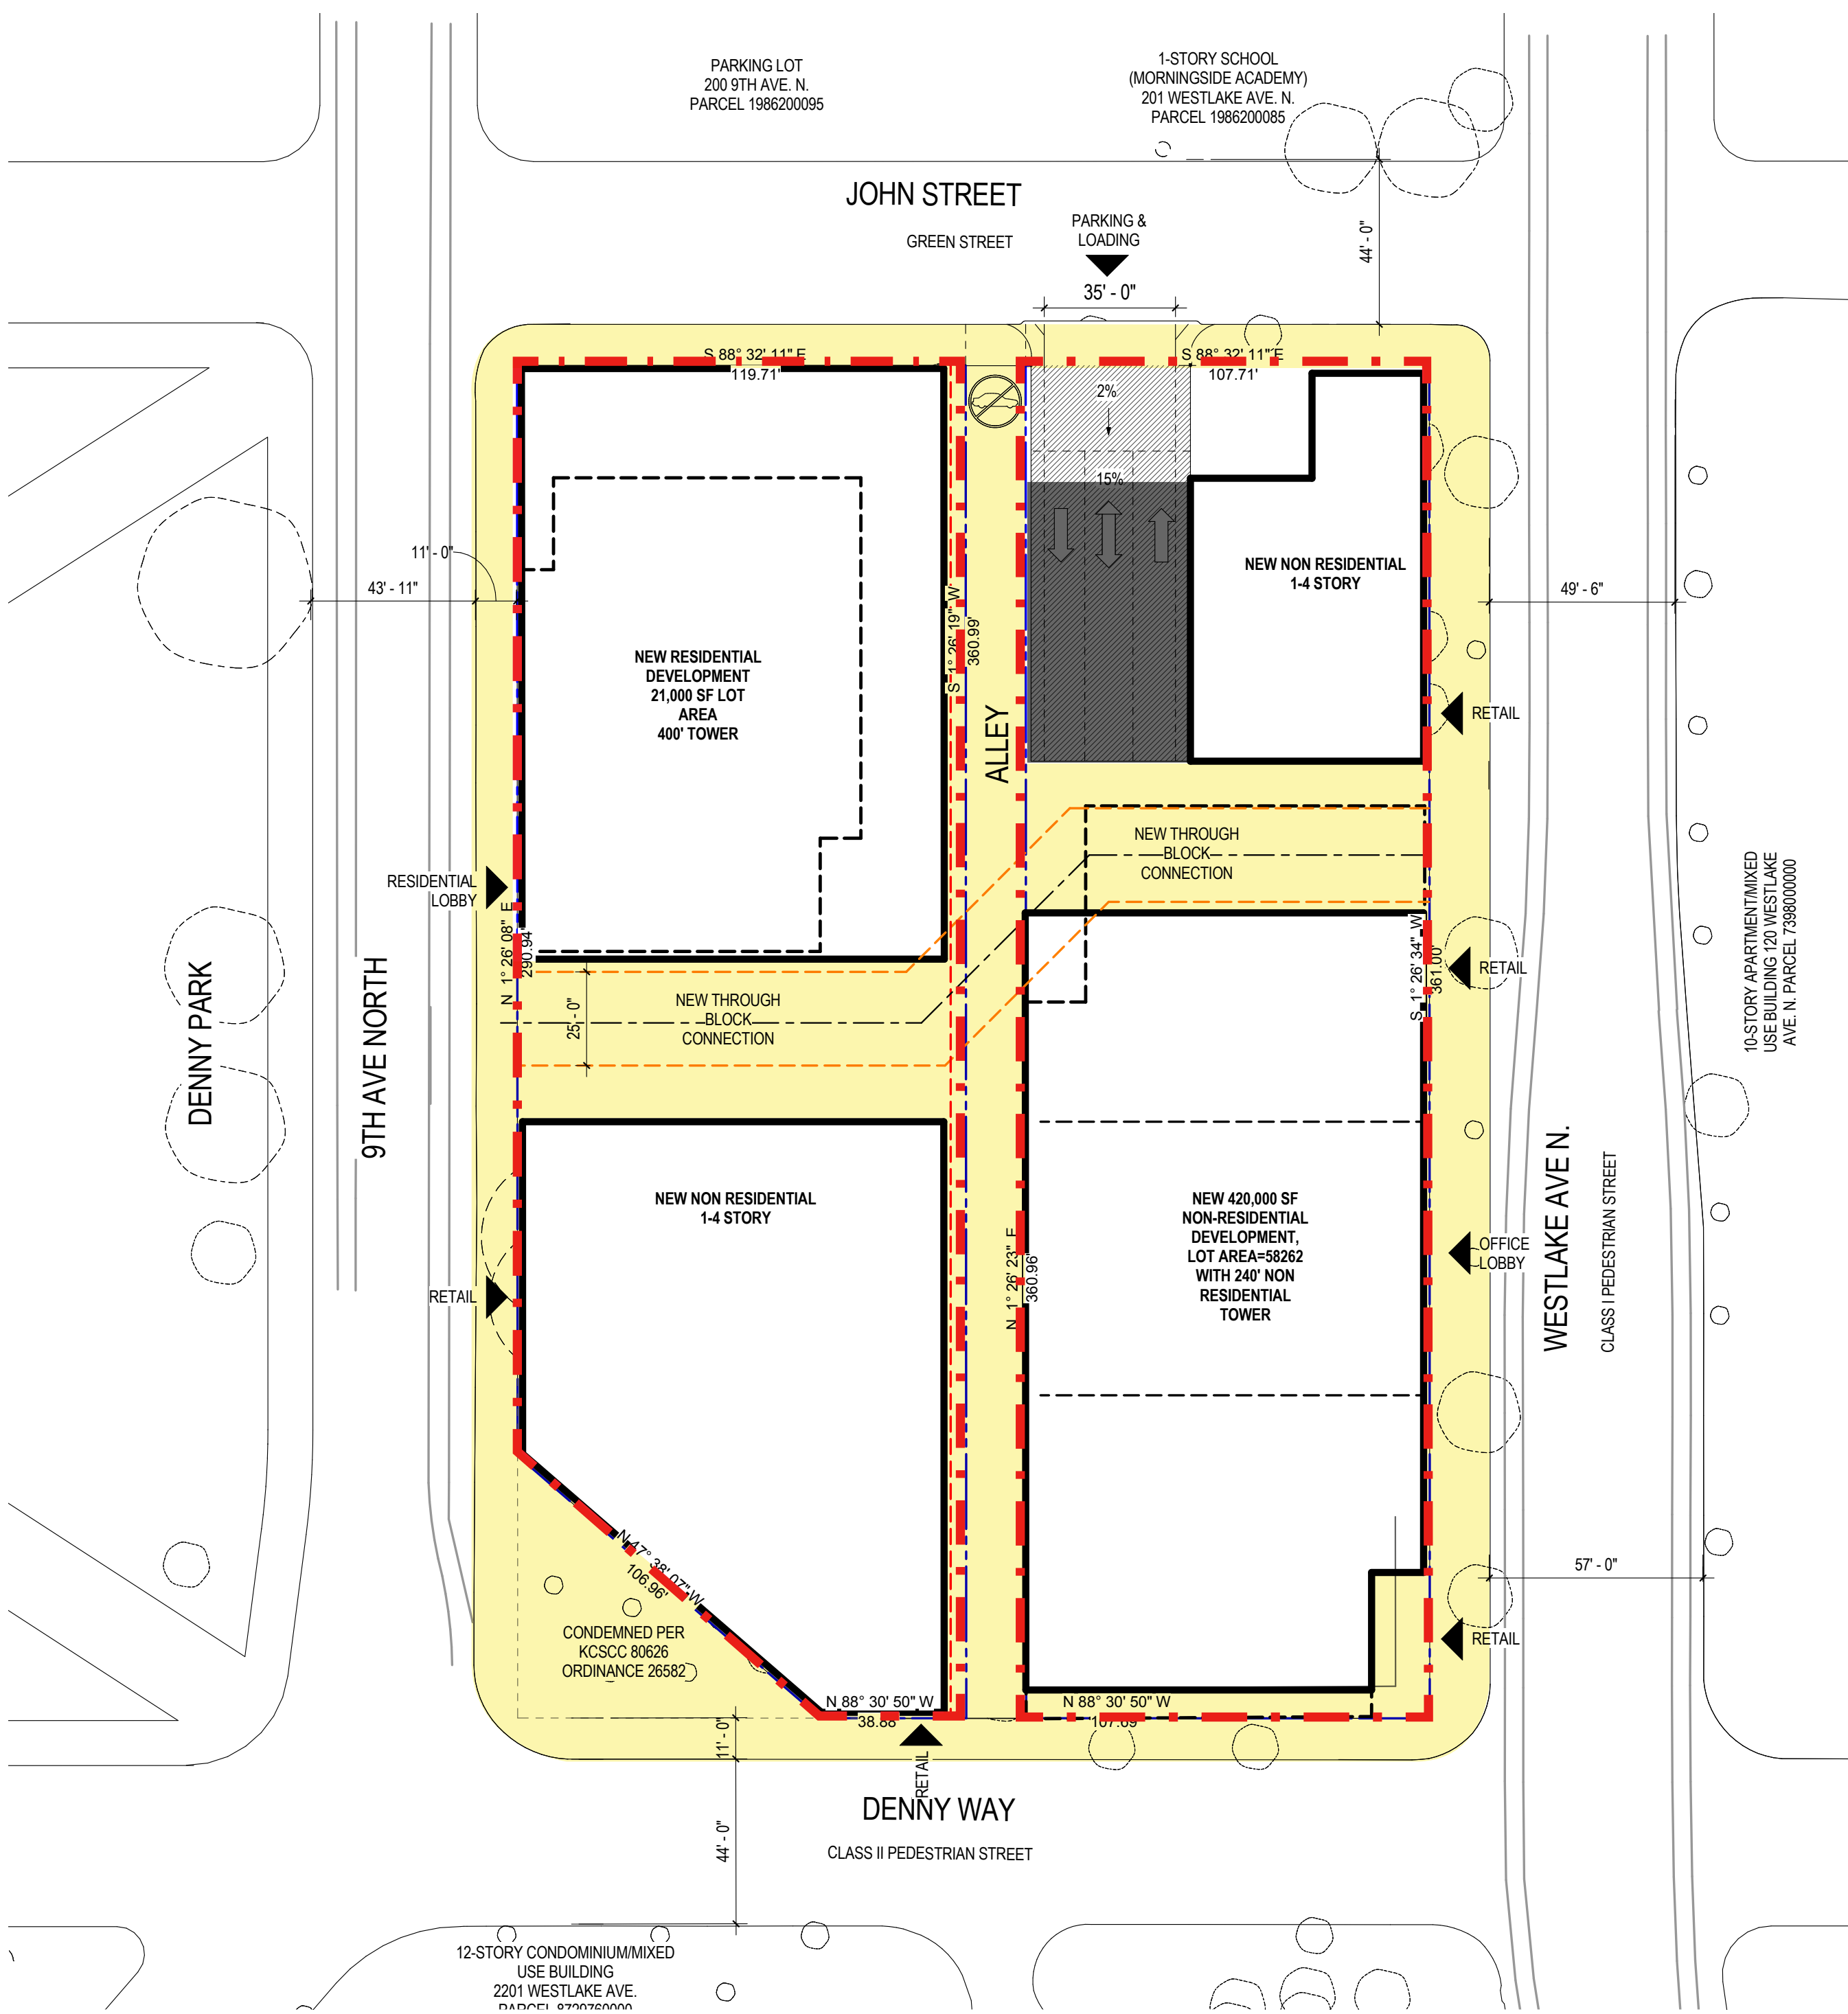 PARKING LOT
200 9TH AVE. N.
PARCEL 1986200095
1-STORY SCHOOL
(MORNINGSIDE ACADEMY)
201 WESTLAKE AVE. N.
PARCEL 1986200085
JOHN STREET
GREEN STREET
PARKING &
LOADING
35' - 0"
44' - 0"
S 88° 32' 11" E
119.71'
S 88° 32' 11" E
107.71'
2%
15%
11' - 0"
43' - 11"
49' - 6"
NEW NON RESIDENTIAL
1-4 STORY
NEW RESIDENTIAL
DEVELOPMENT
21,000 SF LOT
AREA
400' TOWER
S 1° 26' 19" W
360.99'
ALLEY
RETAIL
NEW THROUGH
BLOCK
CONNECTION
RESIDENTIAL
LOBBY
N 1° 26' 08" E
290.94'
S 1° 26' 34" W
361.00'
RETAIL
10-STORY APARTMENT/MIXED
USE BUILDING 120 WESTLAKE
AVE. N. PARCEL 7398000000
DENNY PARK
9TH AVE NORTH
25' - 0"
NEW THROUGH
BLOCK
CONNECTION
NEW NON RESIDENTIAL
1-4 STORY
NEW 420,000 SF
NON-RESIDENTIAL
DEVELOPMENT,
LOT AREA=58262
WITH 240' NON
RESIDENTIAL
TOWER
N 1° 26' 23" E
360.96'
OFFICE
LOBBY
WESTLAKE AVE N.
CLASS I PEDESTRIAN STREET
RETAIL
N 47° 38' 07" W
106.96'
57' - 0"
CONDEMNED PER
KCSCC 80626
ORDINANCE 26582
RETAIL
N 88° 30' 50" W
38.88'
N 88° 30' 50" W
107.69'
11' - 0"
RETAIL
DENNY WAY
CLASS II PEDESTRIAN STREET
44' - 0"
12-STORY CONDOMINIUM/MIXED
USE BUILDING
2201 WESTLAKE AVE.
PARCEL 8729760000